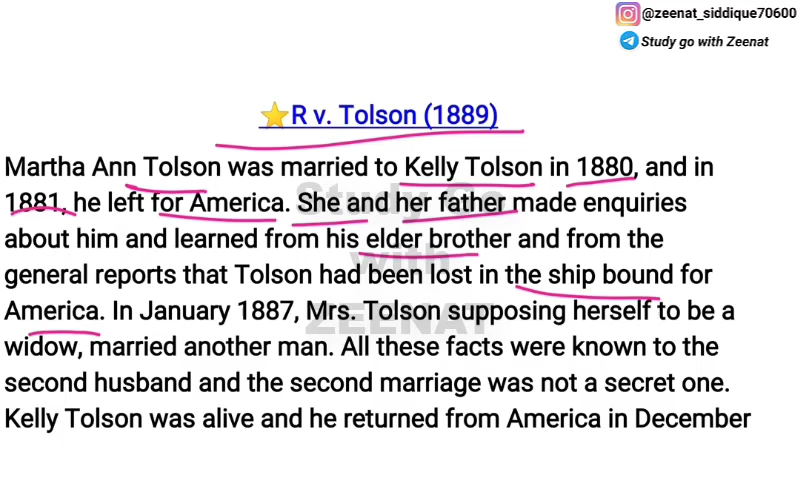 @zeenat_siddique70600
Study go with Zeenat
⭐R v. Tolson (1889)
Martha Ann Tolson was married to Kelly Tolson in 1880, and in
1881, he left for America. She and her father made enquiries
about him and learned from his elder brother and from the
general reports that Tolson had been lost in the ship bound for
America. In January 1887, Mrs. Tolson supposing herself to be a
widow, married another man. All these facts were known to the
second husband and the second marriage was not a secret one.
Kelly Tolson was alive and he returned from America in December
Study Go
with
ZEENAT